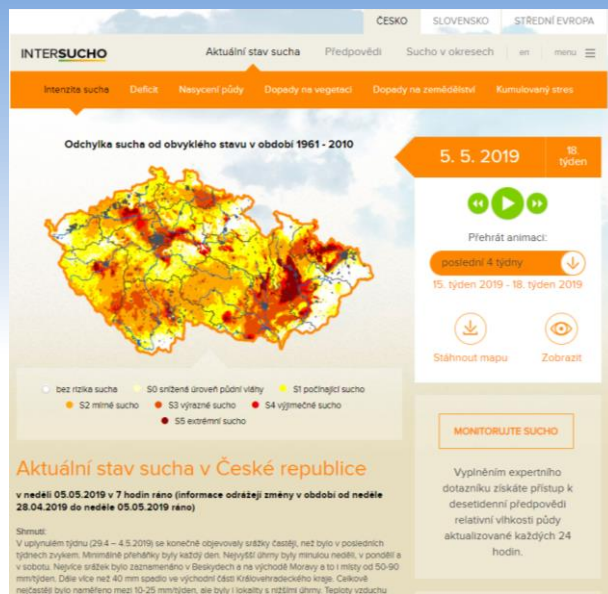 ČESKO SLOVENSKO STŘEDNÍ EVROPA
INTERSUCHO Aktuální stav sucha Předpovědi Sucho v okresech en menu
Intenzita sucha Deficit Nasycení půdy Dopady na vegetaci Dopady na zemědělství Kumulovaný stres
Odchylka sucha od obvyklého stavu v období 1961 - 2010
5. 5. 2019
18.
týden
Přehrát animaci:
poslední 4 týdny
15. týden 2019 - 18. týden 2019
Stáhnout mapu Zobrazit
bez rizika sucha S0 snížená úroveň půdní vláhy S1 počínající sucho
S2 mírné sucho S3 výrazné sucho S4 výjimečné sucho
S5 extrémní sucho
MONITORUJTE SUCHO
Vyplněním expertního
dotazníku získáte přístup k
desetidenní předpovědi
relativní vlhkosti půdy
aktualizované každých 24
hodin.
Aktuální stav sucha v České republice
v neděli 05.05.2019 v 7 hodin ráno (informace odrážejí změny v období od neděle
28.04.2019 do neděle 05.05.2019 ráno)
Shrnutí:
V uplynulém týdnu (29.4 – 4.5.2019) se konečně objevovaly srážky častěji, než bylo v posledních
týdnech zvykem. Minimálně přeháňky byly každý den. Nejvyšší úhrny byly minulou neděli, v pondělí a
v sobotu. Nejvíce srážek bylo zaznamenáno v Beskydech a na východě Moravy a to i místy od 50-90
mm/týden. Dále více než 40 mm spadlo ve východní části Královehradeckého kraje. Celkově
nejčastěji bylo naměřeno mezi 10-25 mm/týden, ale byly i lokality s nižšími úhrny. Teploty vzduchu